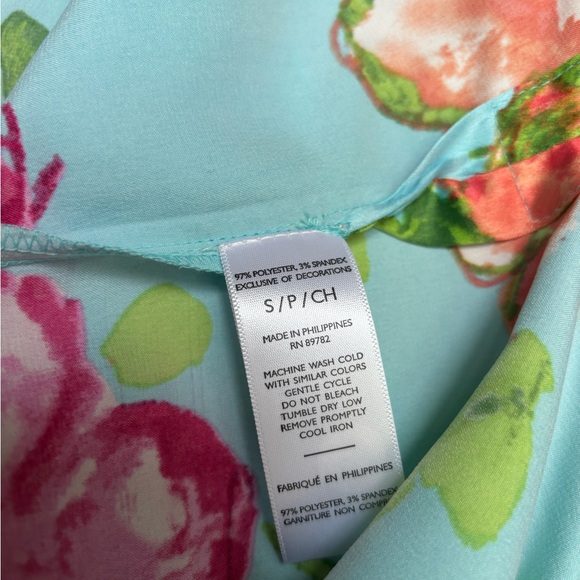 97% POLYESTER, 3% SPANDEX
EXCLUSIVE OF DECORATIONS
S/P/CH
MADE IN PHILIPPINES
RN 89782
MACHINE WASH COLD
WITH SIMILAR COLORS
GENTLE CYCLE
DO NOT BLEACH
TUMBLE DRY LOW
REMOVE PROMPTLY
COOL IRON
FABRIQUÉ EN PHILIPPINES
97% POLYESTER, 3% SPANDEX
GARNITURE NON